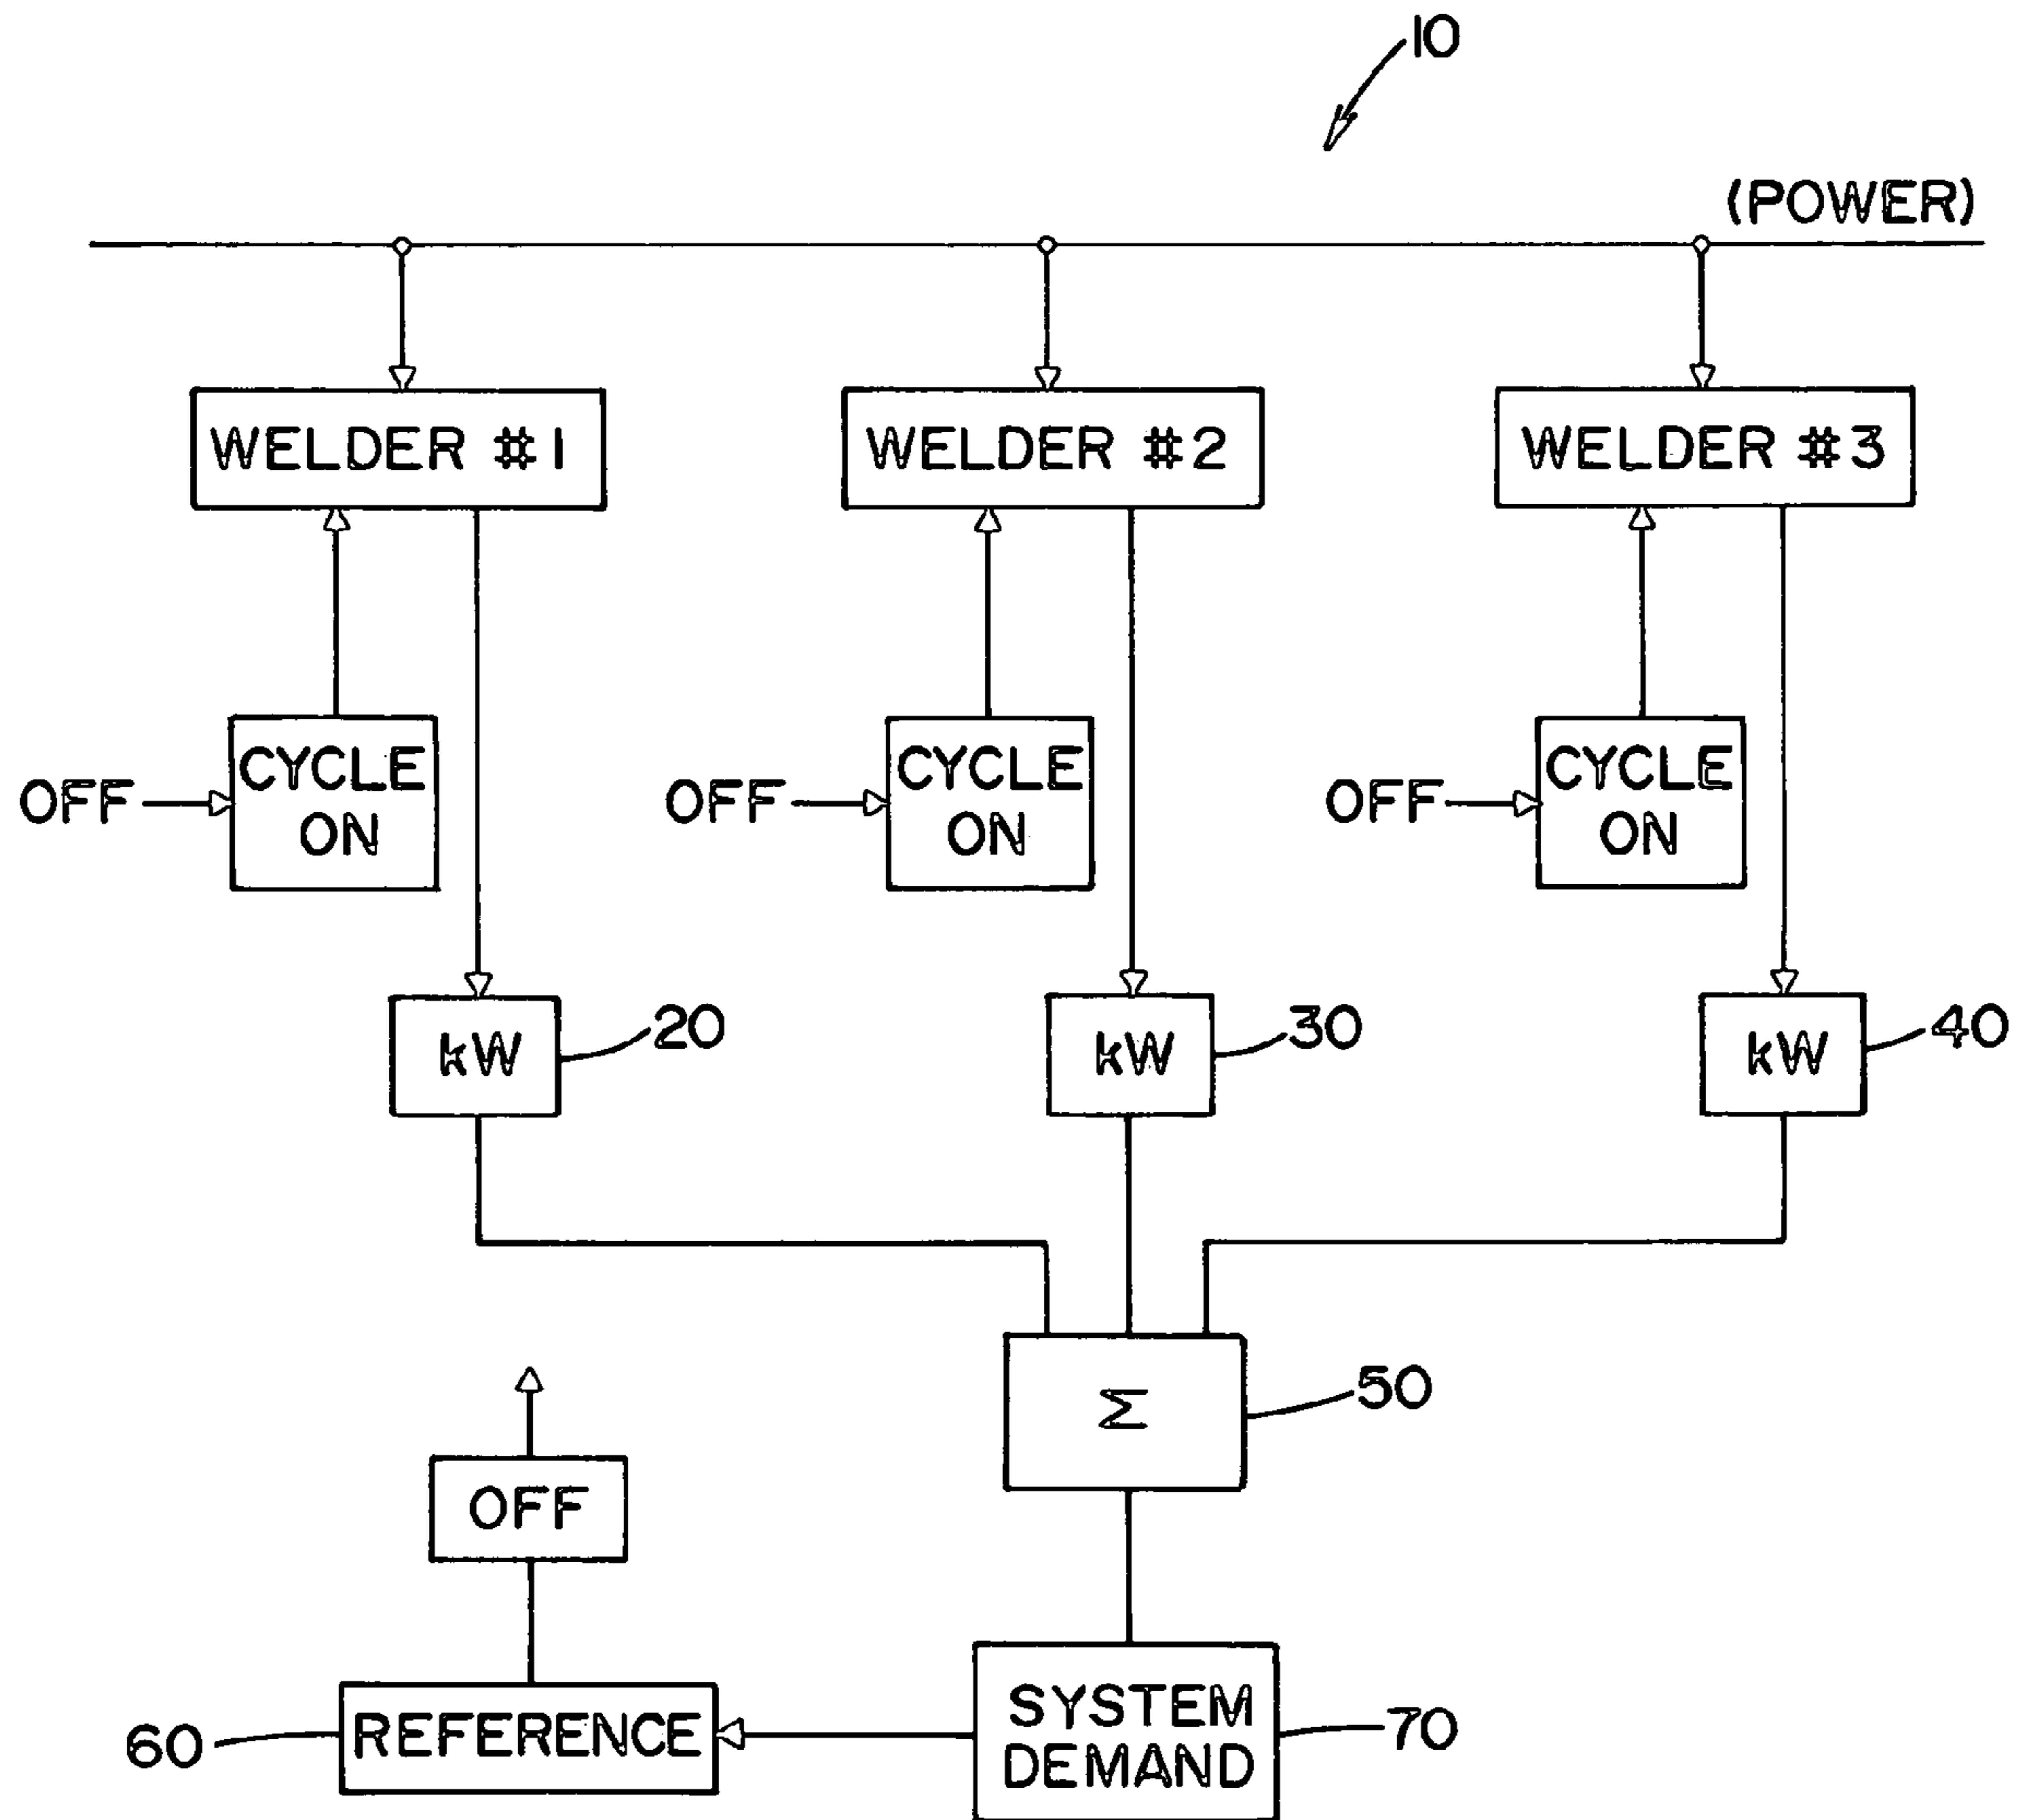 10
(POWER)
WELDER #1
WELDER #2
WELDER #3
OFF
CYCLE
ON
OFF
CYCLE
ON
OFF
CYCLE
ON
kW
20
kW
30
kW
40
Σ
50
OFF
60
REFERENCE
SYSTEM
DEMAND
70